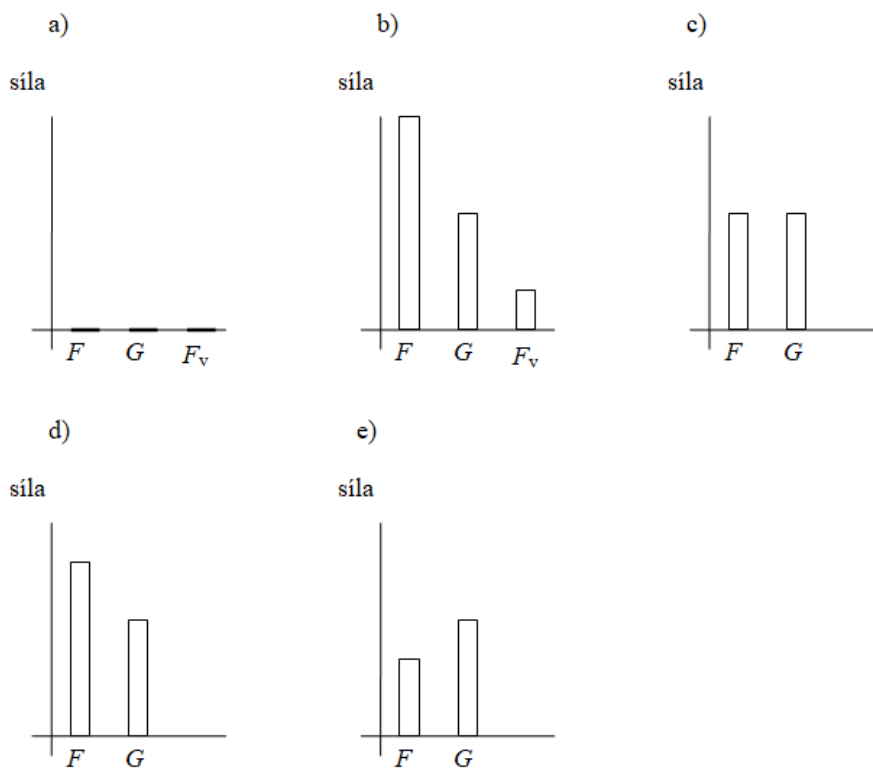 a) b) c)
síla síla síla
F G Fv F G Fv F G
d) e)
síla síla
F G F G